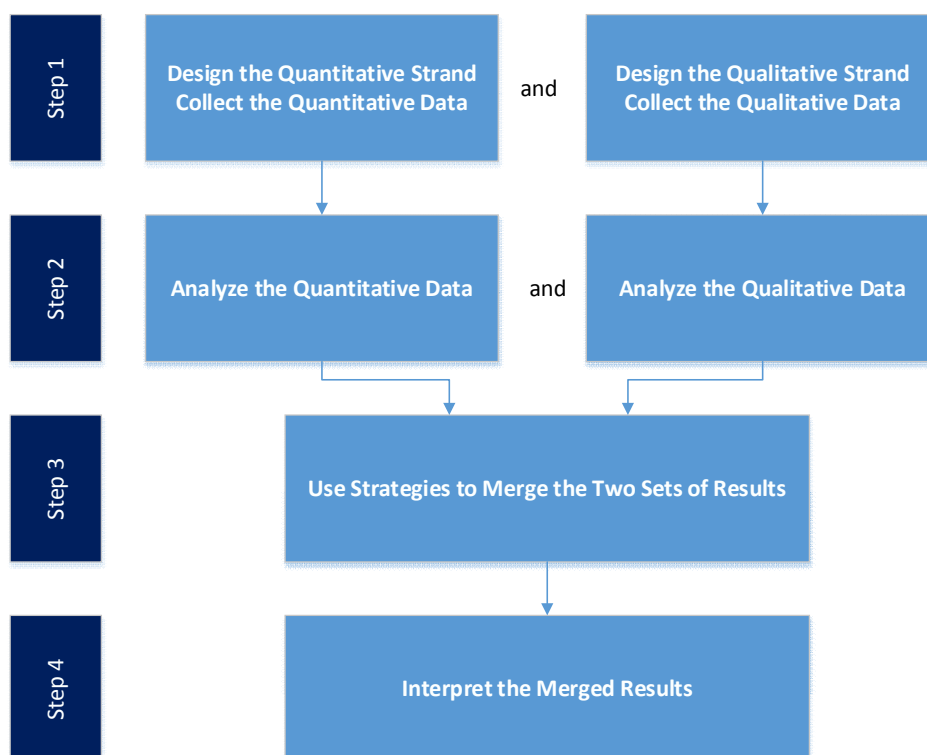 Step 1
Design the Quantitative Strand
Collect the Quantitative Data
and
Design the Qualitative Strand
Collect the Qualitative Data
Step 2
Analyze the Quantitative Data
and
Analyze the Qualitative Data
Step 3
Use Strategies to Merge the Two Sets of Results
Step 4
Interpret the Merged Results